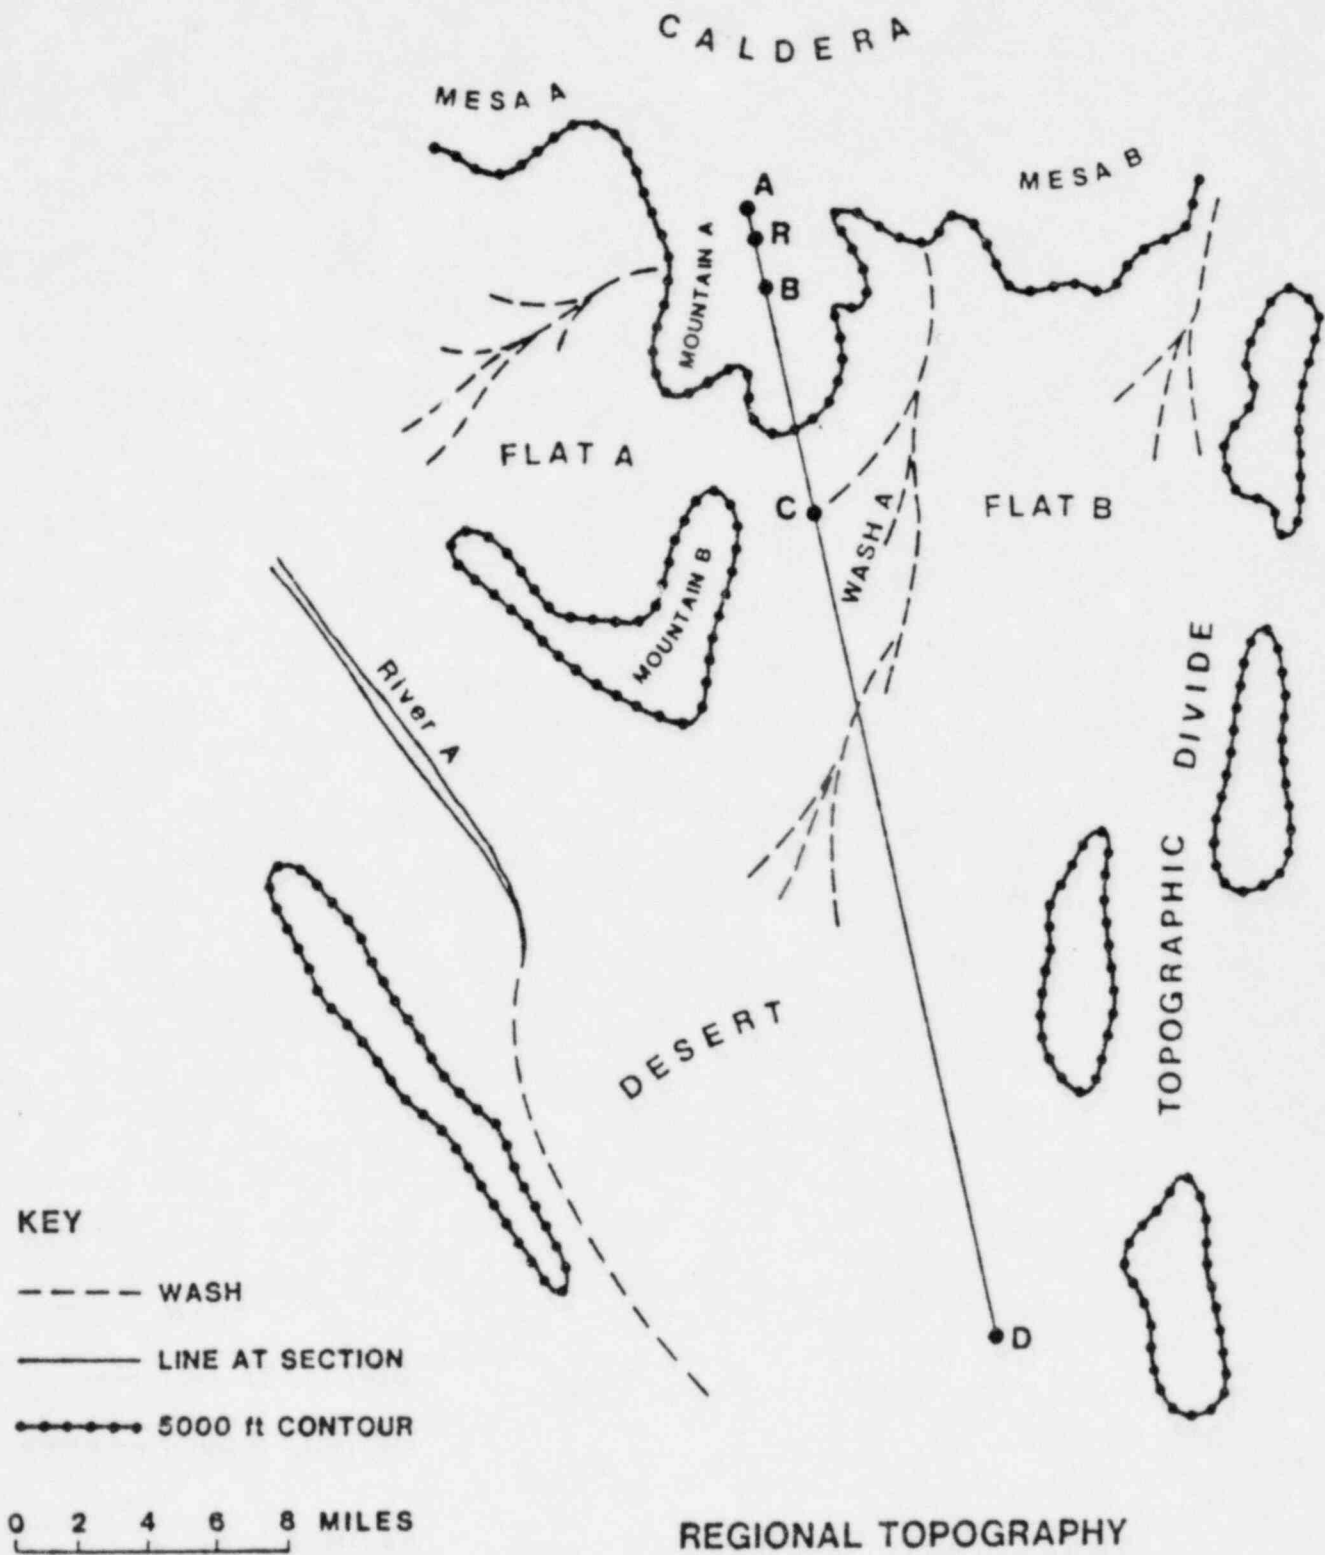 CALDERA
MESA A
MESA B
A
R
B
MOUNTAIN A
FLAT A
C
WASH A
FLAT B
MOUNTAIN B
River A
TOPOGRAPHIC DIVIDE
DESERT
D
KEY
WASH
LINE AT SECTION
5000 ft CONTOUR
0 2 4 6 8 MILES
REGIONAL TOPOGRAPHY